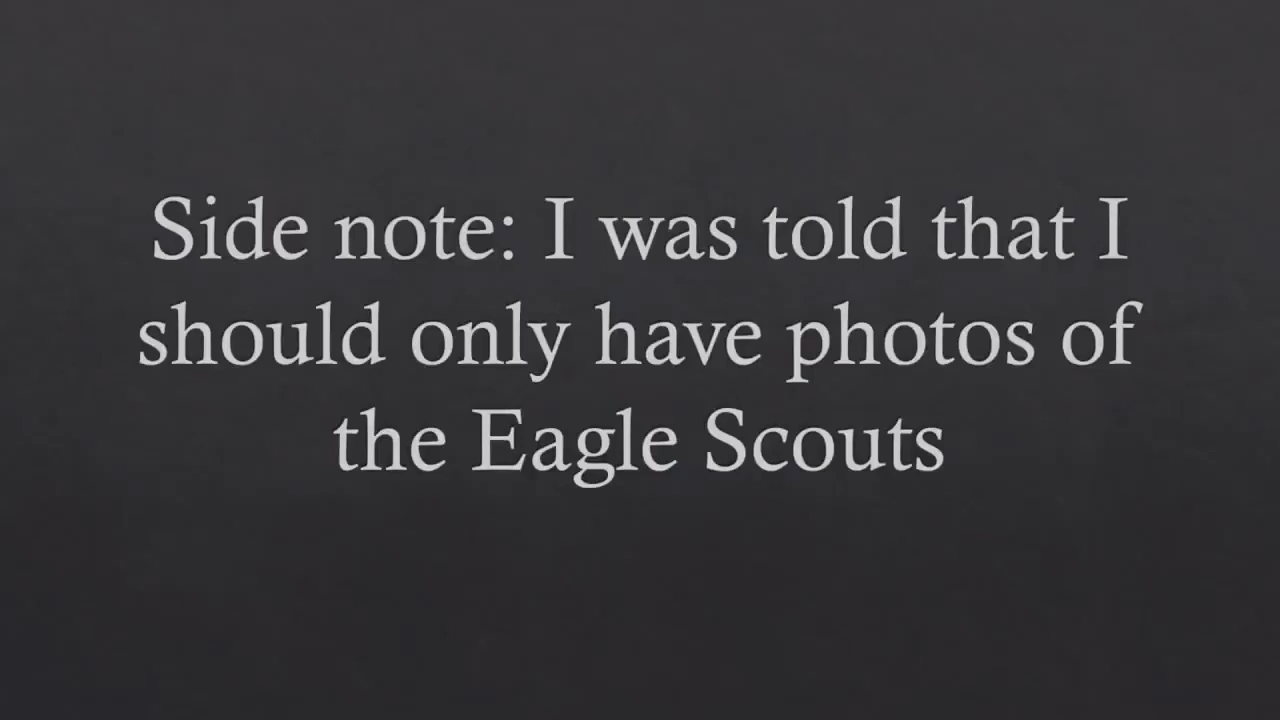 Side note: I was told that I
should only have photos of
the Eagle Scouts